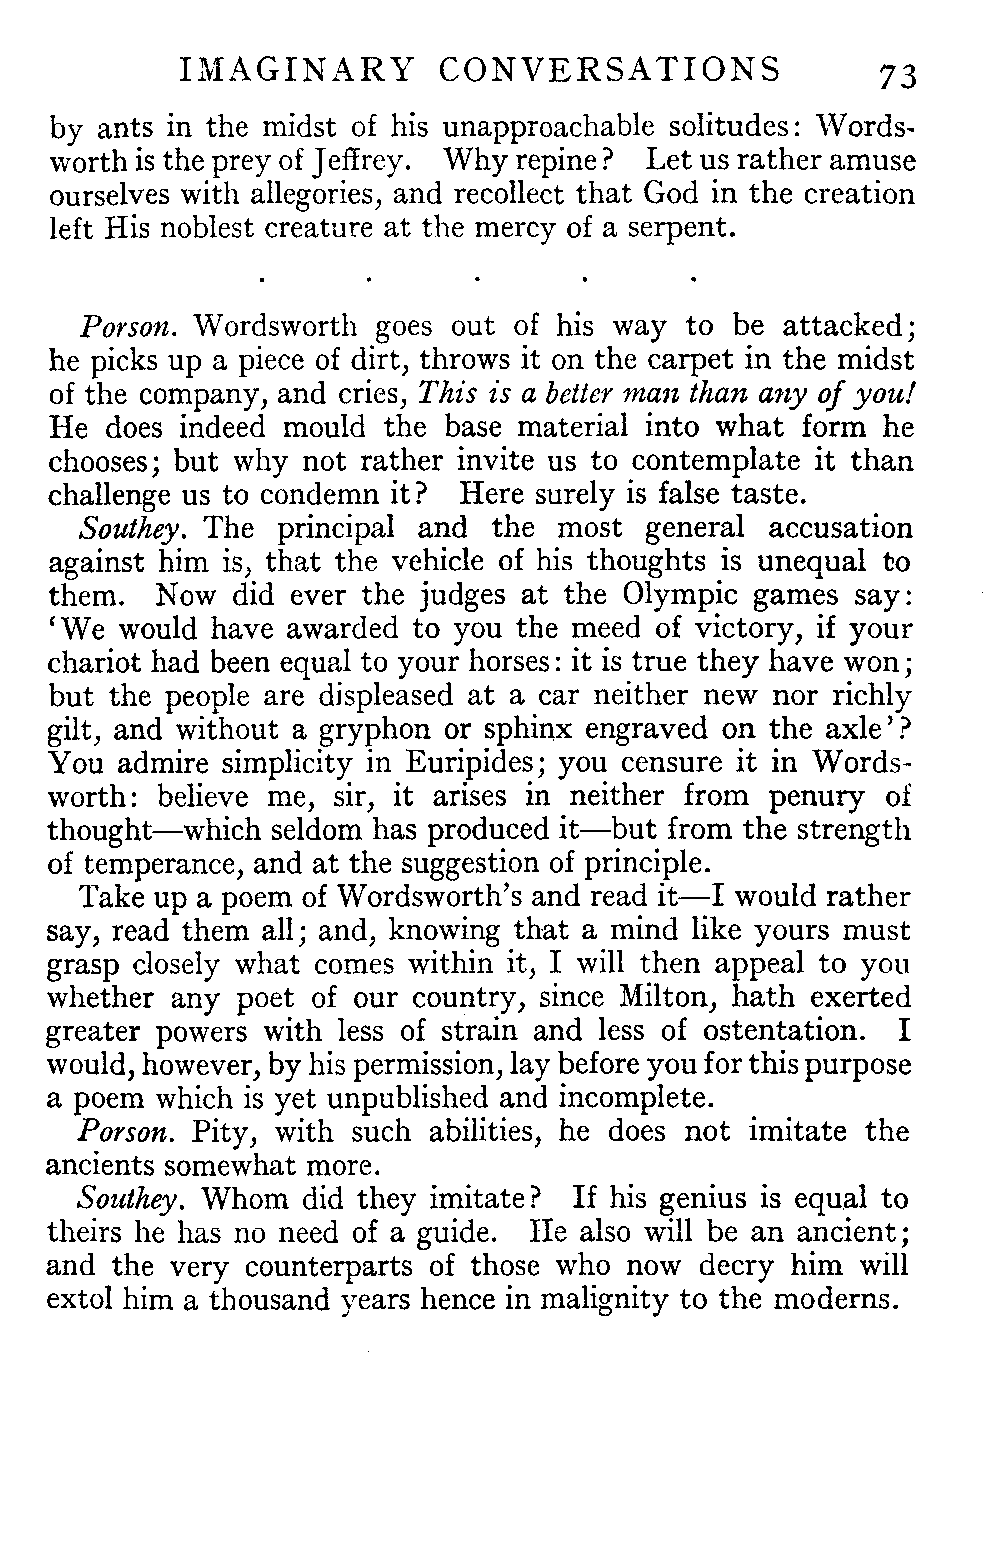 IMAGINARY CONVERSATIONS 73
by ants in the midst of his unapproachable solitudes: Words-
worth is the prey of Jeffrey. Why repine? Let us rather amuse
ourselves with allegories, and recollect that God in the creation
left His noblest creature at the mercy of a serpent.
. . . . .
Porson. Wordsworth goes out of his way to be attacked;
he picks up a piece of dirt, throws it on the carpet in the midst
of the company, and cries, This is a better man than any of you!
He does indeed mould the base material into what form he
chooses; but why not rather invite us to contemplate it than
challenge us to condemn it? Here surely is false taste.
Southey. The principal and the most general accusation
against him is, that the vehicle of his thoughts is unequal to
them. Now did ever the judges at the Olympic games say:
‘We would have awarded to you the meed of victory, if your
chariot had been equal to your horses: it is true they have won;
but the people are displeased at a car neither new nor richly
gilt, and without a gryphon or sphinx engraved on the axle’?
You admire simplicity in Euripides; you censure it in Words-
worth: believe me, sir, it arises in neither from penury of
thought—which seldom has produced it—but from the strength
of temperance, and at the suggestion of principle.
Take up a poem of Wordsworth’s and read it—I would rather
say, read them all; and, knowing that a mind like yours must
grasp closely what comes within it, I will then appeal to you
whether any poet of our country, since Milton, hath exerted
greater powers with less of strain and less of ostentation. I
would, however, by his permission, lay before you for this purpose
a poem which is yet unpublished and incomplete.
Porson. Pity, with such abilities, he does not imitate the
ancients somewhat more.
Southey. Whom did they imitate? If his genius is equal to
theirs he has no need of a guide. He also will be an ancient;
and the very counterparts of those who now decry him will
extol him a thousand years hence in malignity to the moderns.